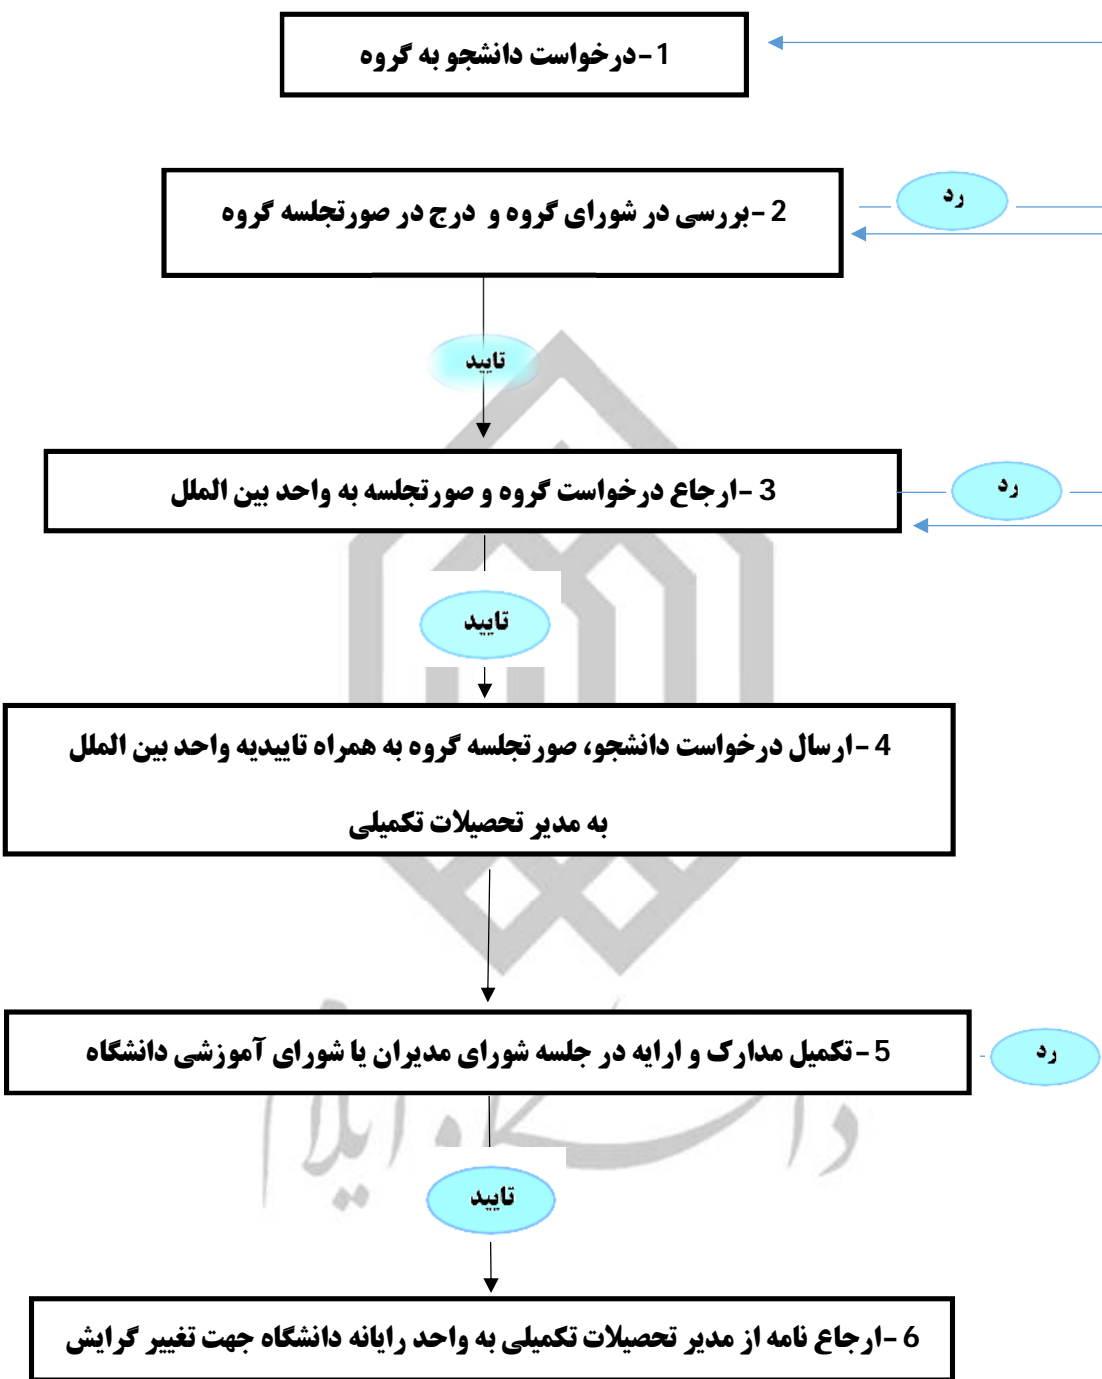 1-درخواست دانشجو به گروه
2-بررسی در شورای گروه و درج در صورتجلسه گروه
رد
تایید
3-ارجاع درخواست گروه و صورتجلسه به واحد بین الملل
رد
تایید
4-ارسال درخواست دانشجو، صورتجلسه گروه به همراه تاییدیه واحد بین الملل
به مدیر تحصیلات تکمیلی
5-تکمیل مدارک و ارایه در جلسه شورای مدیران یا شورای آموزشی دانشگاه
رد
دانشگاه ایلام
تایید
6-ارجاع نامه از مدیر تحصیلات تکمیلی به واحد رایانه دانشگاه جهت تغییر گرایش